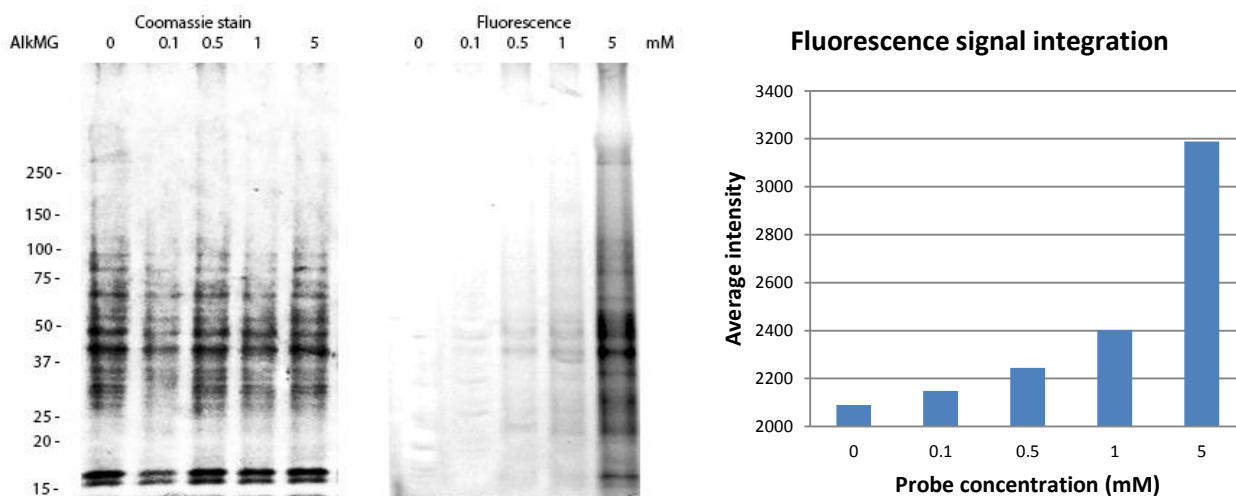 Coomassie stain
AlkMG 0 0.1 0.5 1 5
250 -
150 -
100 -
75 -
50 -
37 -
25 -
20 -
15 -
Fluorescence
0 0.1 0.5 1 5 mM
Fluorescence signal integration
Average intensity
3400
3200
3000
2800
2600
2400
2200
2000
0 0.1 0.5 1 5
Probe concentration (mM)